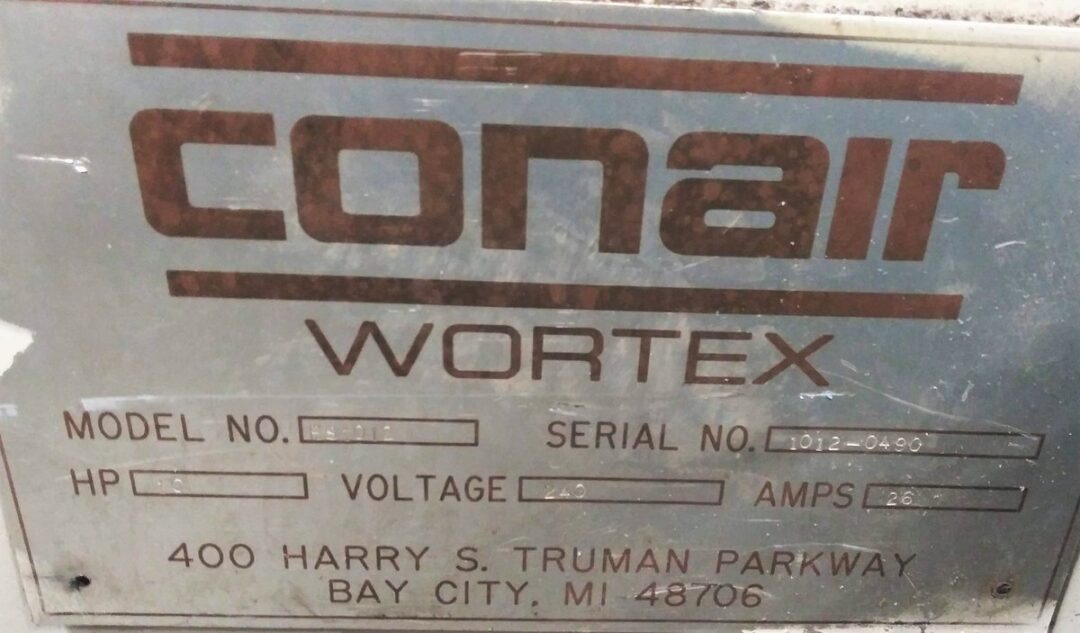 conair
WORTEX
MODEL NO. SERIAL NO. 1012-0490
HP VOLTAGE 240 AMPS 26
400 HARRY S. TRUMAN PARKWAY
BAY CITY, MI 48706